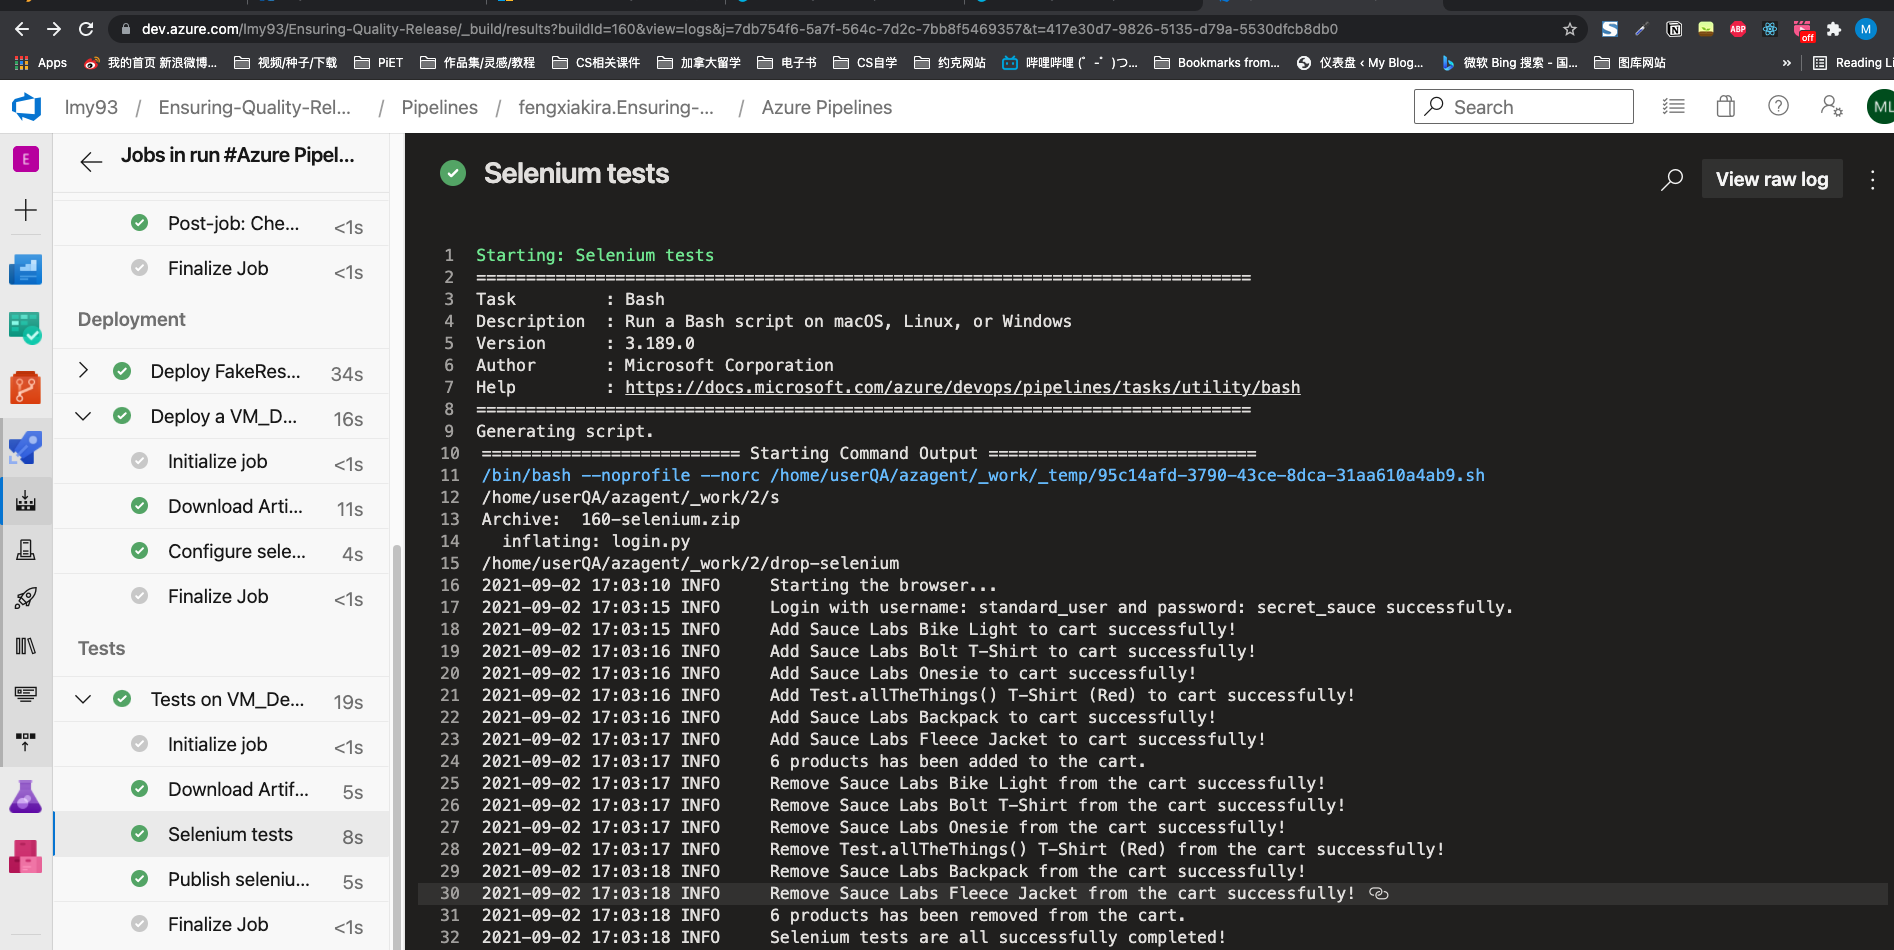 dev.azure.com/lmy93/Ensuring-Quality-Release/_build/results?buildId=160&view=logs&j=7db754f6-5a7f-564c-7d2c-7bb8f5469357&t=417e30d7-9826-5135-d79a-5530dfcb8db0
ABP
off
M
Apps
我的首页 新浪微博...
视频/种子/下载
PiET
作品集/灵感/教程
CS相关课件
加拿大留学
电子书
CS自学
约克网站
哔哩哔哩 (゜-゜)つ...
Bookmarks from...
仪表盘 ‹ My Blog...
微软 Bing 搜索 - 国...
图库网站
»
Reading Li
lmy93 / Ensuring-Quality-Rel... / Pipelines / fengxiakira.Ensuring-... / Azure Pipelines
Search
ML
E
Jobs in run #Azure Pipel...
Post-job: Che... <1s
Finalize Job <1s
Deployment
Deploy FakeRes... 34s
Deploy a VM_D... 16s
Initialize job <1s
Download Arti... 11s
Configure sele... 4s
Finalize Job <1s
Tests
Tests on VM_De... 19s
Initialize job <1s
Download Artif... 5s
Selenium tests 8s
Publish seleniu... 5s
Finalize Job <1s
Selenium tests
View raw log
1 Starting: Selenium tests
2 ==============================================================================
3 Task         : Bash
4 Description  : Run a Bash script on macOS, Linux, or Windows
5 Version      : 3.189.0
6 Author       : Microsoft Corporation
7 Help         : https://docs.microsoft.com/azure/devops/pipelines/tasks/utility/bash
8 ==============================================================================
9 Generating script.
10 ========================== Starting Command Output ===========================
11 /bin/bash --noprofile --norc /home/userQA/azagent/_work/_temp/95c14afd-3790-43ce-8dca-31aa610a4ab9.sh
12 /home/userQA/azagent/_work/2/s
13 Archive:  160-selenium.zip
14   inflating: login.py
15 /home/userQA/azagent/_work/2/drop-selenium
16 2021-09-02 17:03:10 INFO     Starting the browser...
17 2021-09-02 17:03:15 INFO     Login with username: standard_user and password: secret_sauce successfully.
18 2021-09-02 17:03:15 INFO     Add Sauce Labs Bike Light to cart successfully!
19 2021-09-02 17:03:16 INFO     Add Sauce Labs Bolt T-Shirt to cart successfully!
20 2021-09-02 17:03:16 INFO     Add Sauce Labs Onesie to cart successfully!
21 2021-09-02 17:03:16 INFO     Add Test.allTheThings() T-Shirt (Red) to cart successfully!
22 2021-09-02 17:03:16 INFO     Add Sauce Labs Backpack to cart successfully!
23 2021-09-02 17:03:17 INFO     Add Sauce Labs Fleece Jacket to cart successfully!
24 2021-09-02 17:03:17 INFO     6 products has been added to the cart.
25 2021-09-02 17:03:17 INFO     Remove Sauce Labs Bike Light from the cart successfully!
26 2021-09-02 17:03:17 INFO     Remove Sauce Labs Bolt T-Shirt from the cart successfully!
27 2021-09-02 17:03:17 INFO     Remove Sauce Labs Onesie from the cart successfully!
28 2021-09-02 17:03:17 INFO     Remove Test.allTheThings() T-Shirt (Red) from the cart successfully!
29 2021-09-02 17:03:18 INFO     Remove Sauce Labs Backpack from the cart successfully!
30 2021-09-02 17:03:18 INFO     Remove Sauce Labs Fleece Jacket from the cart successfully!
31 2021-09-02 17:03:18 INFO     6 products has been removed from the cart.
32 2021-09-02 17:03:18 INFO     Selenium tests are all successfully completed!